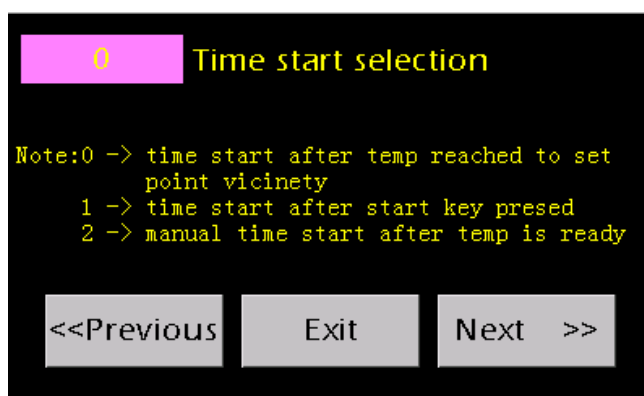 0 Time start selection
Note:0 -> time start after temp reached to set
point vicinety
1 -> time start after start key presed
2 -> manual time start after temp is ready
<<Previous Exit Next >>